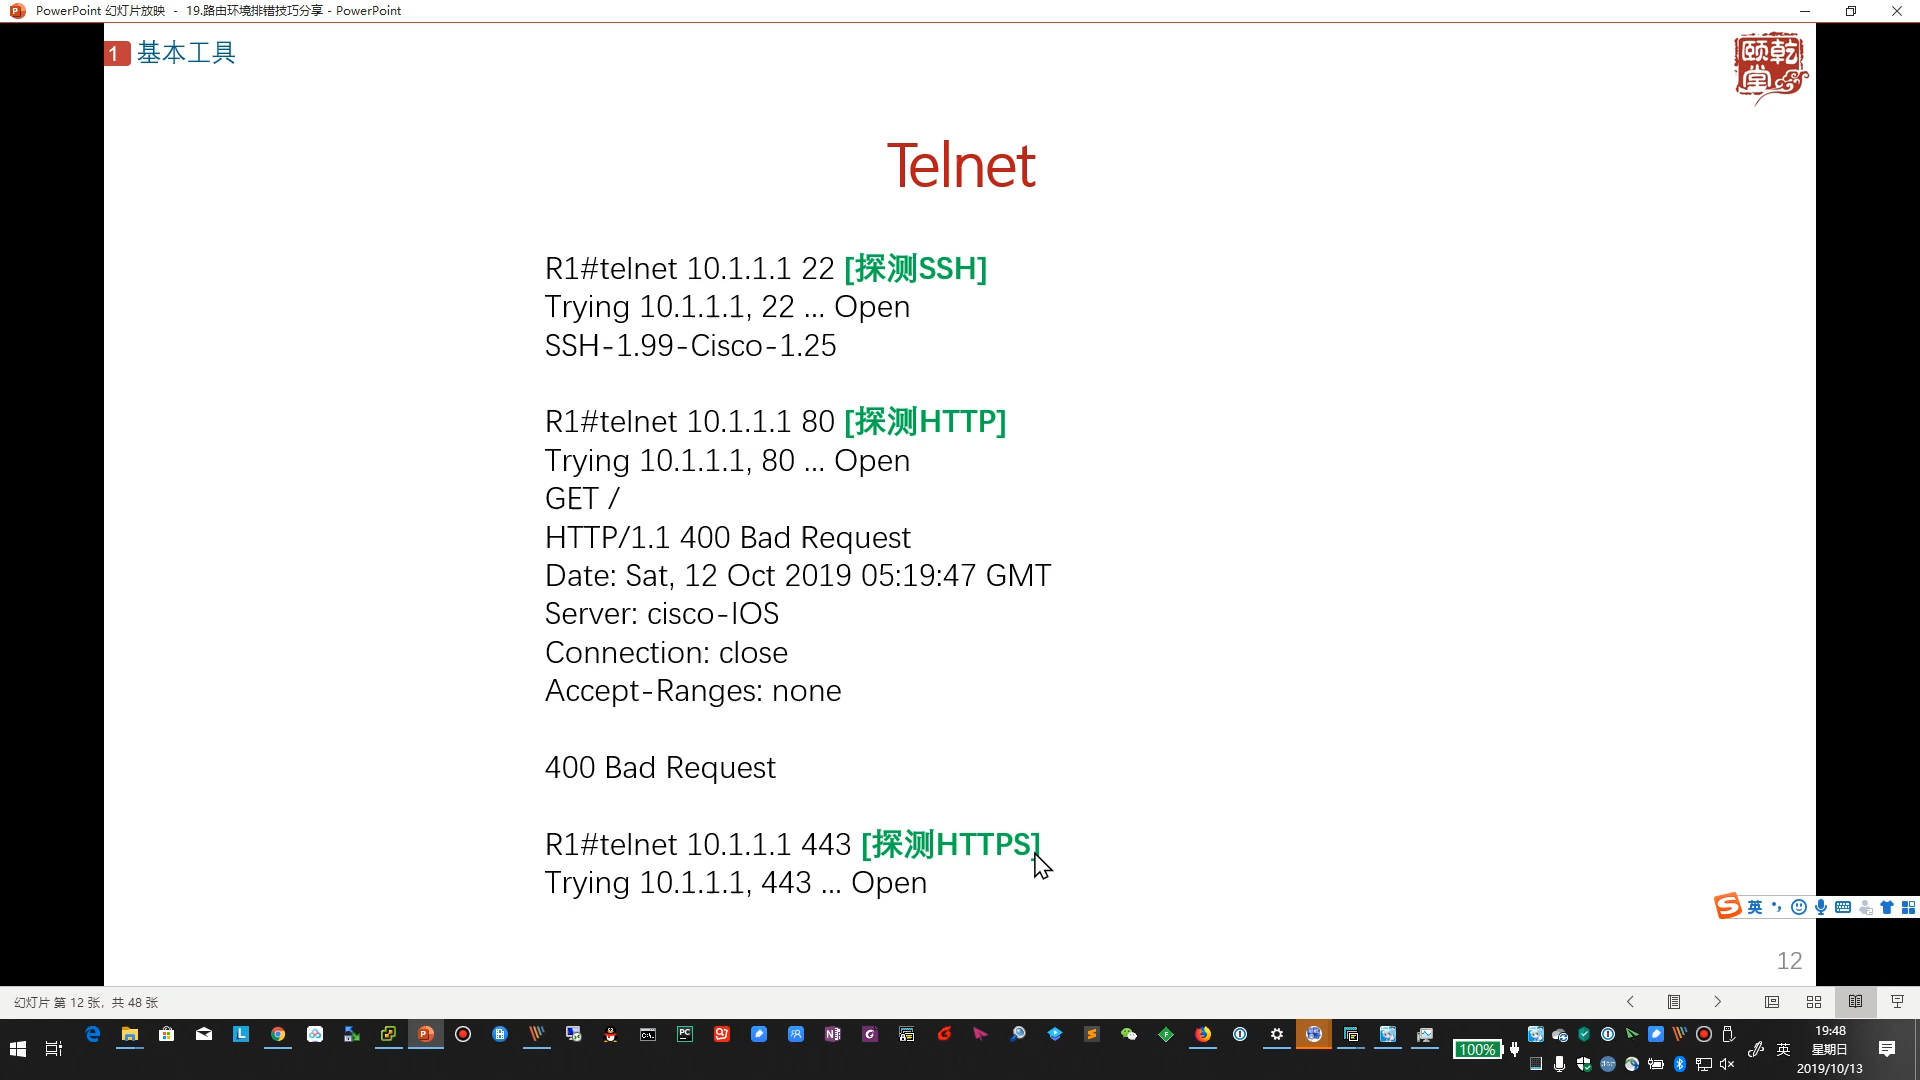 PowerPoint 幻灯片放映 - 19.路由环境排错技巧分享 - PowerPoint
1 基本工具
颐乾堂
Telnet
R1#telnet 10.1.1.1 22 [探测SSH]
Trying 10.1.1.1, 22 ... Open
SSH-1.99-Cisco-1.25
R1#telnet 10.1.1.1 80 [探测HTTP]
Trying 10.1.1.1, 80 ... Open
GET /
HTTP/1.1 400 Bad Request
Date: Sat, 12 Oct 2019 05:19:47 GMT
Server: cisco-IOS
Connection: close
Accept-Ranges: none
400 Bad Request
R1#telnet 10.1.1.1 443 [探测HTTPS]
Trying 10.1.1.1, 443 ... Open
英
12
幻灯片 第 12 张，共 48 张
100%
英
19:48
星期日
2019/10/13